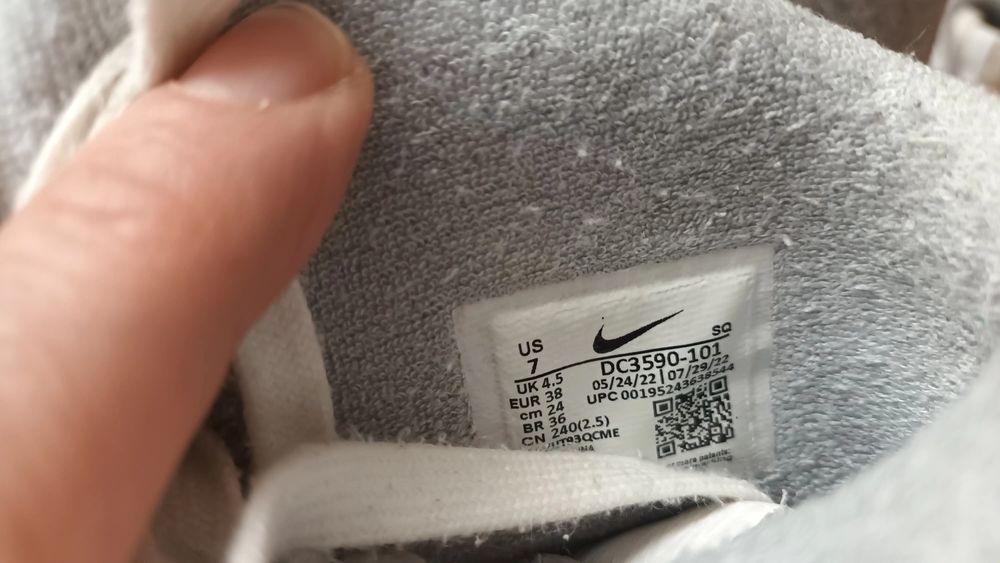 US
7
SQ
DC3590-101
UK 4.5
05/24/22 | 07/29/22
EUR 38
UPC 00195243638544
cm 24
BR 36
CN 240(2.5)